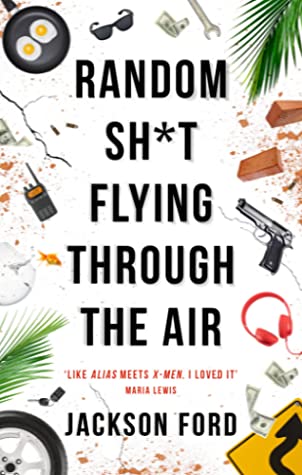 RANDOM
SH*T
FLYING
THROUGH
THE AIR
'LIKE ALIAS MEETS X-MEN. I LOVED IT'
MARIA LEWIS
JACKSON FORD